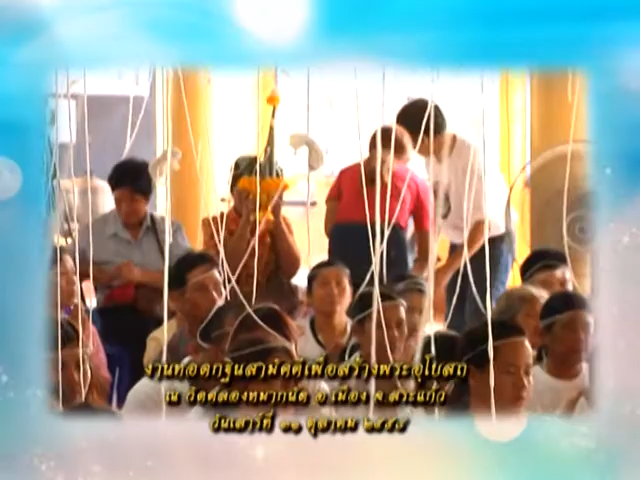 งานทอดกฐินสามัคคีเพื่อสร้างพระอุโบสถ
ณ วัดคลองหมากนัด อ.เมือง จ.สระแก้ว
วันเสาร์ที่ ๑๑ ตุลาคม